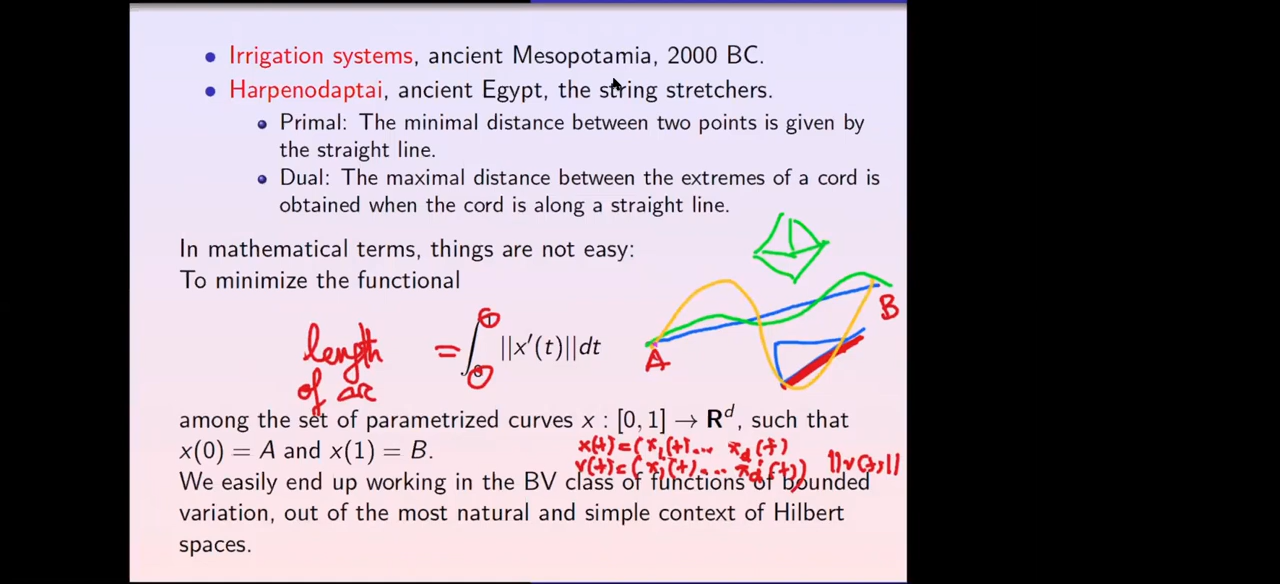 Irrigation systems, ancient Mesopotamia, 2000 BC.
Harpenodaptai, ancient Egypt, the string stretchers.
Primal: The minimal distance between two points is given by
the straight line.
Dual: The maximal distance between the extremes of a cord is
obtained when the cord is along a straight line.
In mathematical terms, things are not easy:
To minimize the functional
length
of arc
= ∫ ||x′(t)||dt
A
B
among the set of parametrized curves x : [0, 1] → R^d, such that
x(0) = A and x(1) = B.
x(t)=(x₁(t)... x_d(t)
v(t)=(x₁'(t)... x_d'(t))
We easily end up working in the BV class of functions of bounded
variation, out of the most natural and simple context of Hilbert
spaces.